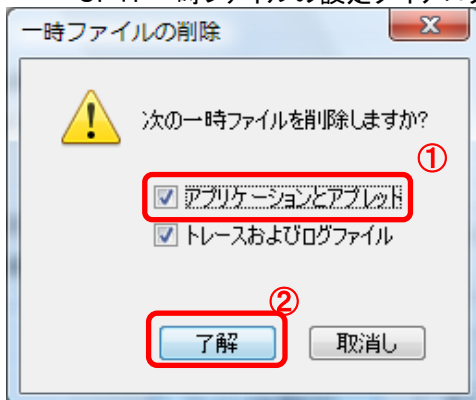 一時ファイルの削除
次の一時ファイルを削除しますか?
①
アプリケーションとアプレット
トレースおよびログファイル
②
了解
取消し